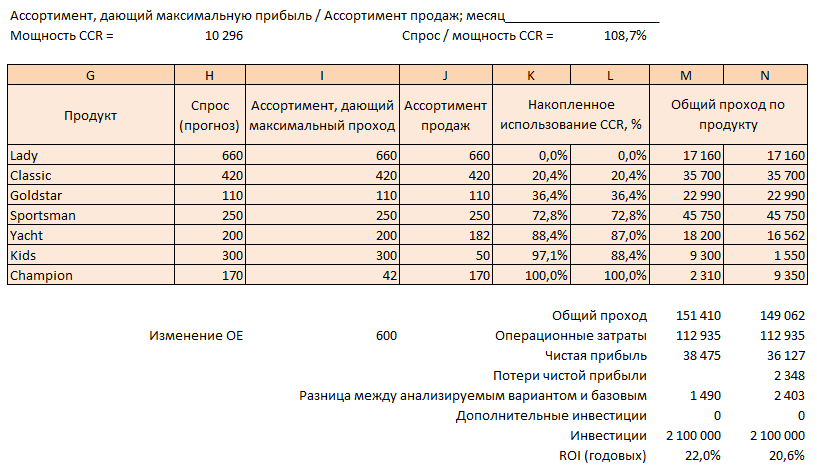 Ассортимент, дающий максимальную прибыль / Ассортимент продаж; месяц______________________
Мощность CCR = 10 296 Спрос / мощность CCR = 108,7%
G H I J K L M N
Продукт Спрос (прогноз) Ассортимент, дающий максимальный проход Ассортимент продаж Накопленное использование CCR, % Общий проход по продукту
Lady 660 660 660 0,0% 0,0% 17 160 17 160
Classic 420 420 420 20,4% 20,4% 35 700 35 700
Goldstar 110 110 110 36,4% 36,4% 22 990 22 990
Sportsman 250 250 250 72,8% 72,8% 45 750 45 750
Yacht 200 200 182 88,4% 87,0% 18 200 16 562
Kids 300 300 50 97,1% 88,4% 9 300 1 550
Champion 170 42 170 100,0% 100,0% 2 310 9 350
Общий проход 151 410 149 062
Изменение OE 600 Операционные затраты 112 935 112 935
Чистая прибыль 38 475 36 127
Потери чистой прибыли 2 348
Разница между анализируемым вариантом и базовым 1 490 2 403
Дополнительные инвестиции 0 0
Инвестиции 2 100 000 2 100 000
ROI (годовых) 22,0% 20,6%